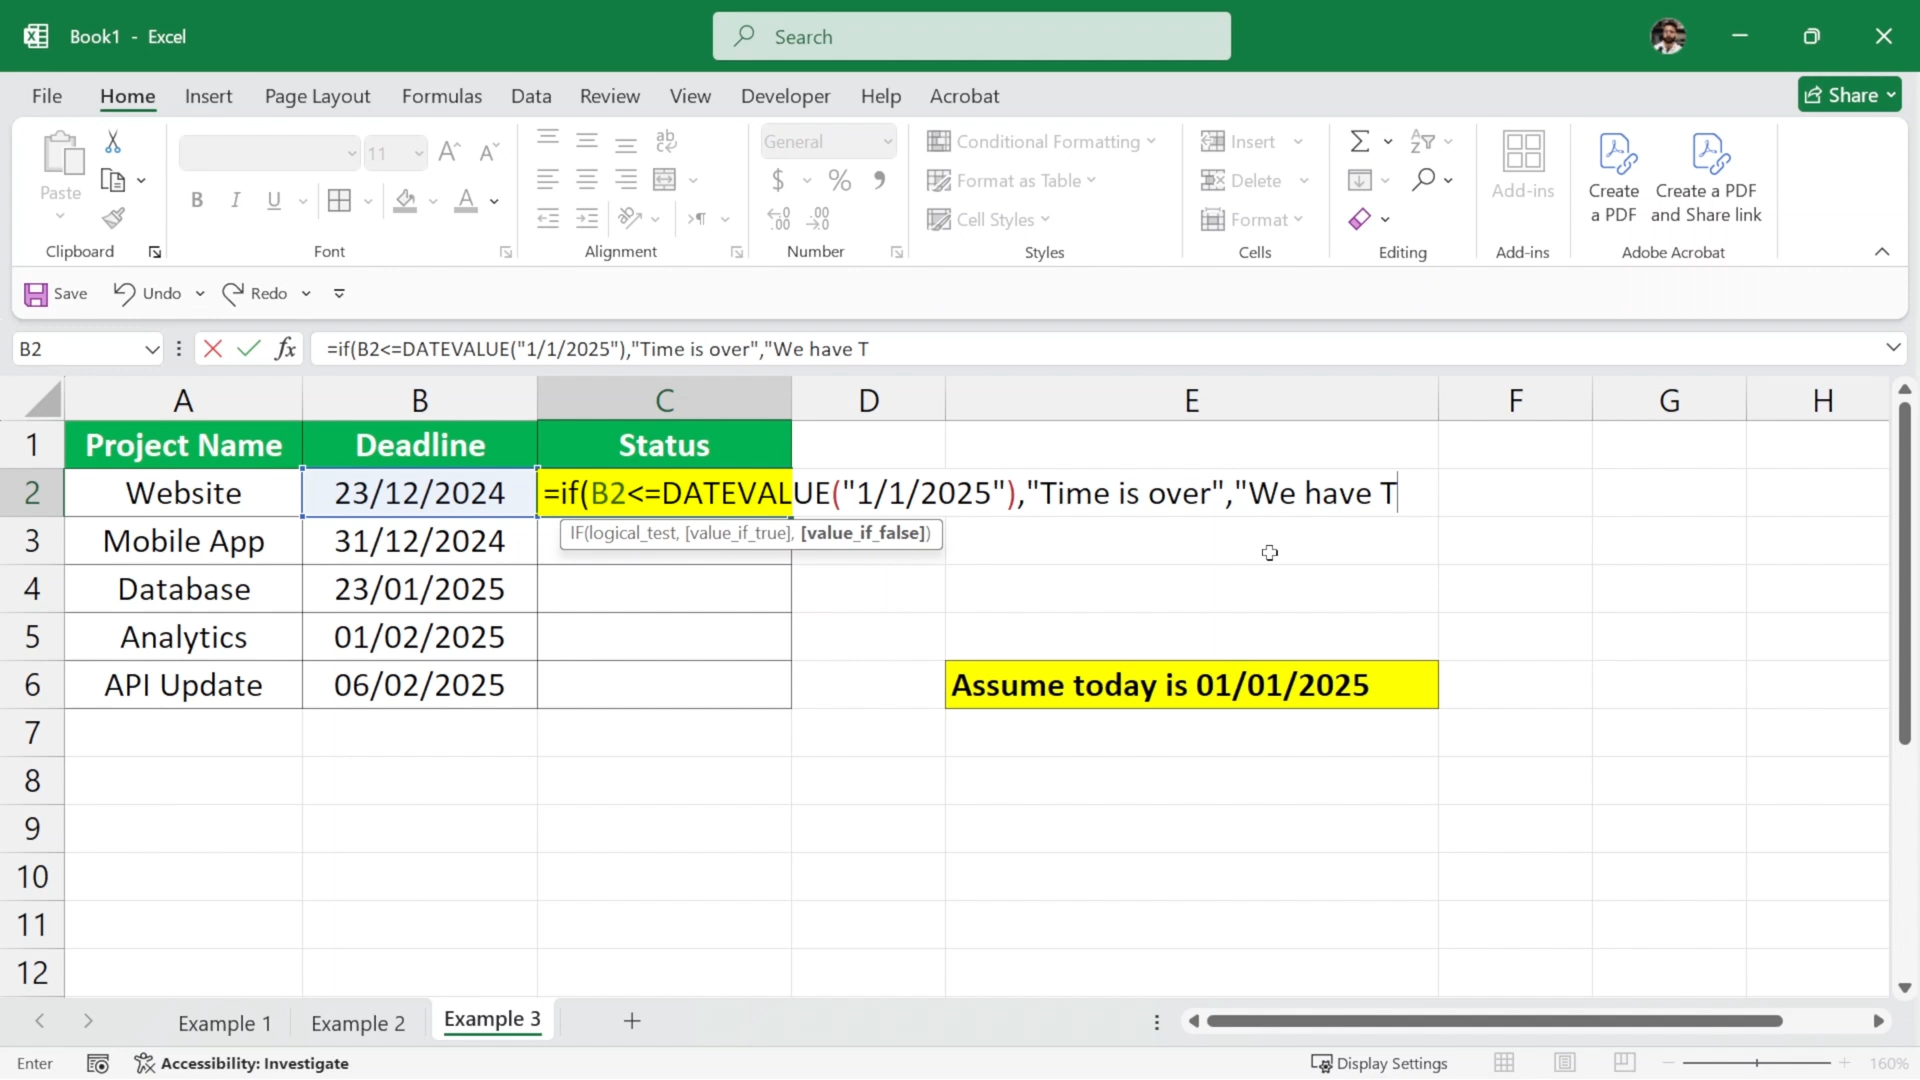 Book1 - Excel
Search
File Home Insert Page Layout Formulas Data Review View Developer Help Acrobat
Share
Paste
Clipboard
11
B I U
Font
ab
Alignment
General
$ % 9
Number
Conditional Formatting
Format as Table
Cell Styles
Styles
Insert
Delete
Format
Cells
Editing
Add-ins
Add-ins
Create a PDF
Create a PDF and Share link
Adobe Acrobat
Save Undo Redo
B2 fx =if(B2<=DATEVALUE("1/1/2025"),"Time is over","We have T
A B C D E F G H
1 Project Name Deadline Status
2 Website 23/12/2024 =if(B2<=DATEVALUE("1/1/2025"),"Time is over","We have T
IF(logical_test, [value_if_true], [value_if_false])
3 Mobile App 31/12/2024
4 Database 23/01/2025
5 Analytics 01/02/2025
6 API Update 06/02/2025 Assume today is 01/01/2025
7
8
9
10
11
12
Example 1 Example 2 Example 3
Enter Accessibility: Investigate Display Settings 160%